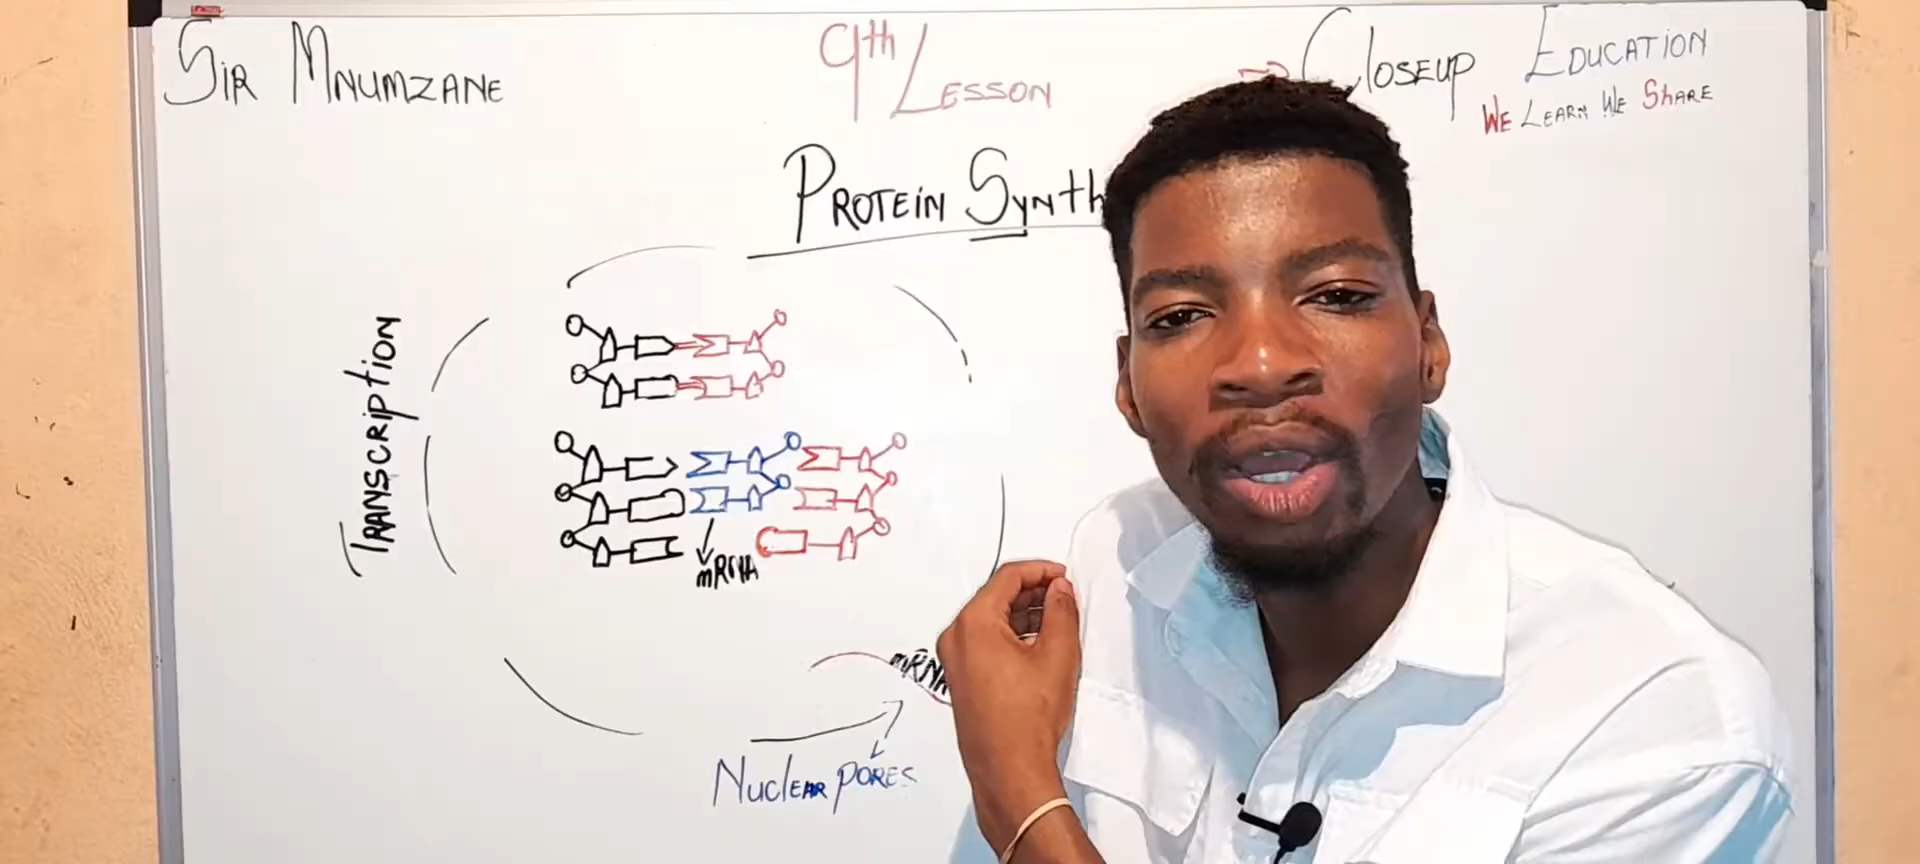 Sir Mnumzane
9th Lesson
Closeup Education
We Learn We Share
Protein Synth
Transcription
mRNA
mRNA
Nuclear pores